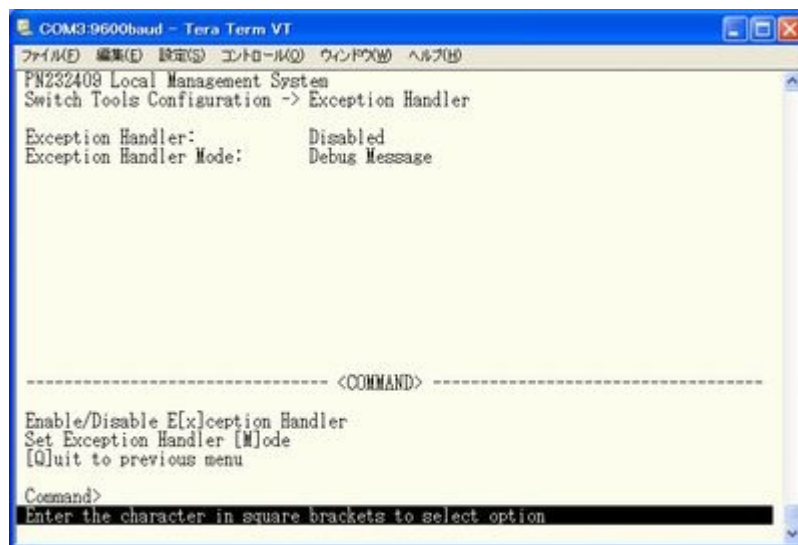 COM3:9600baud - Tera Term VT
ファイル(F) 編集(E) 設定(S) コントロール(O) ウィンドウ(W) ヘルプ(H)
PN232409 Local Management System
Switch Tools Configuration -> Exception Handler
Exception Handler: Disabled
Exception Handler Mode: Debug Message
-------------------------------- <COMMAND> -----------------------------------
Enable/Disable E[x]ception Handler
Set Exception Handler [M]ode
[Q]uit to previous menu
Command>
Enter the character in square brackets to select option